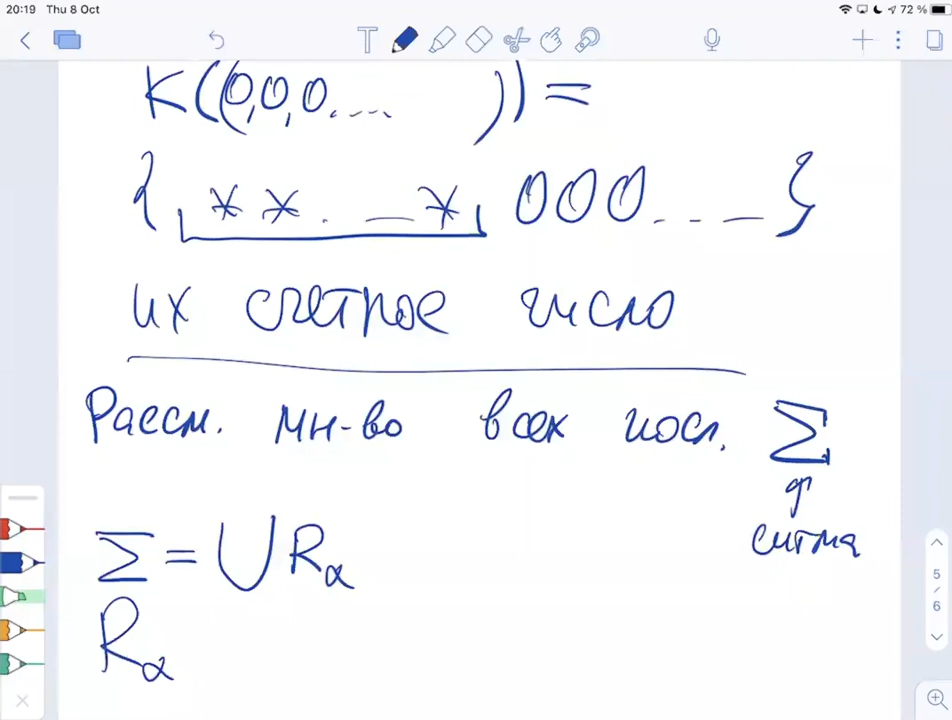 20:19 Thu 8 Oct 72 %
T
K((0,0,0.... )) =
{ * * . _ * 000. . _ _ }
их счетное число
Рассм. мн-во всех посл. Σ
сигма
Σ = ∪ Rα
Rα
5
/
6